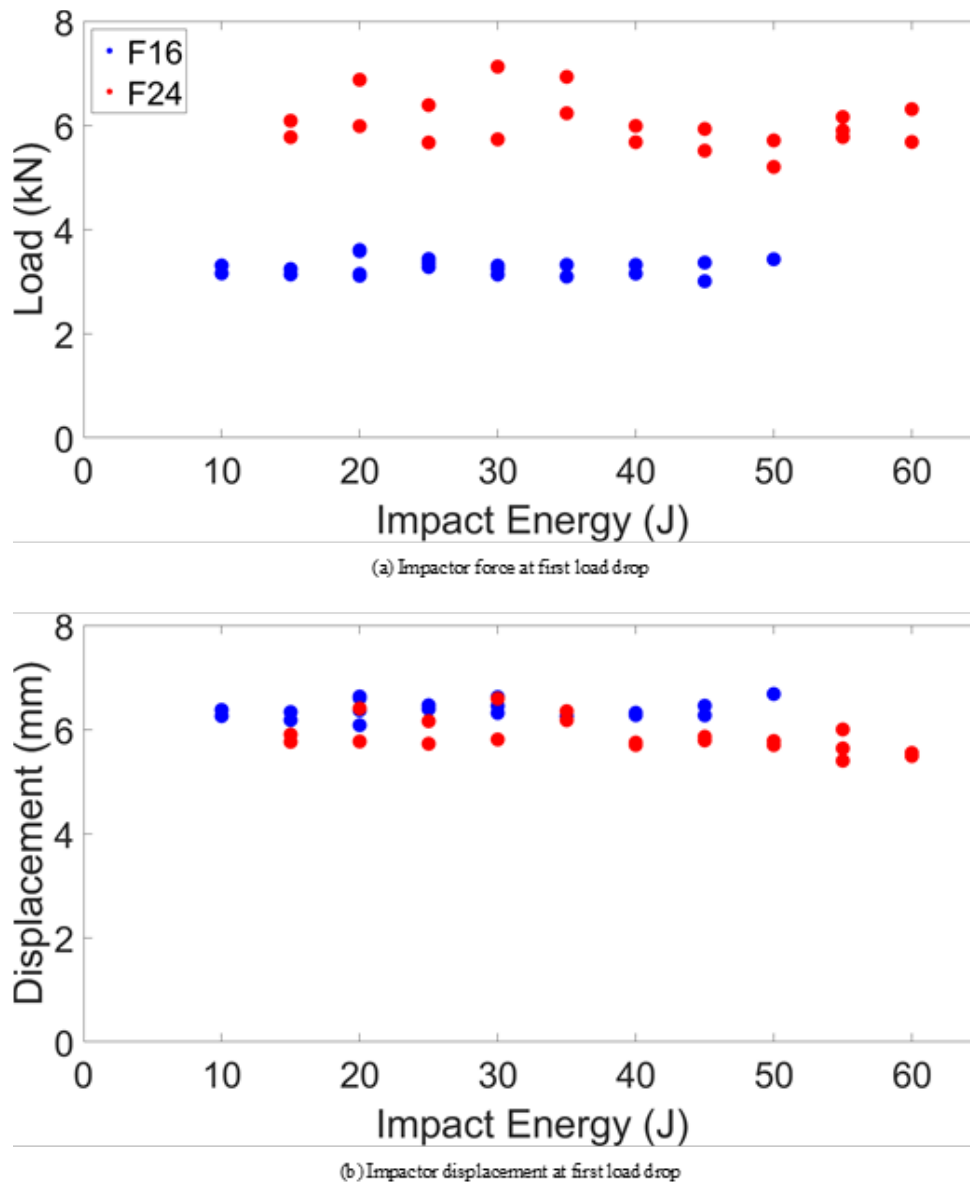 8
F16
F24
6
4
2
0
Load (kN)
0 10 20 30 40 50 60
Impact Energy (J)
(a) Impactor force at first load drop
8
6
4
2
0
Displacement (mm)
0 10 20 30 40 50 60
Impact Energy (J)
(b) Impactor displacement at first load drop